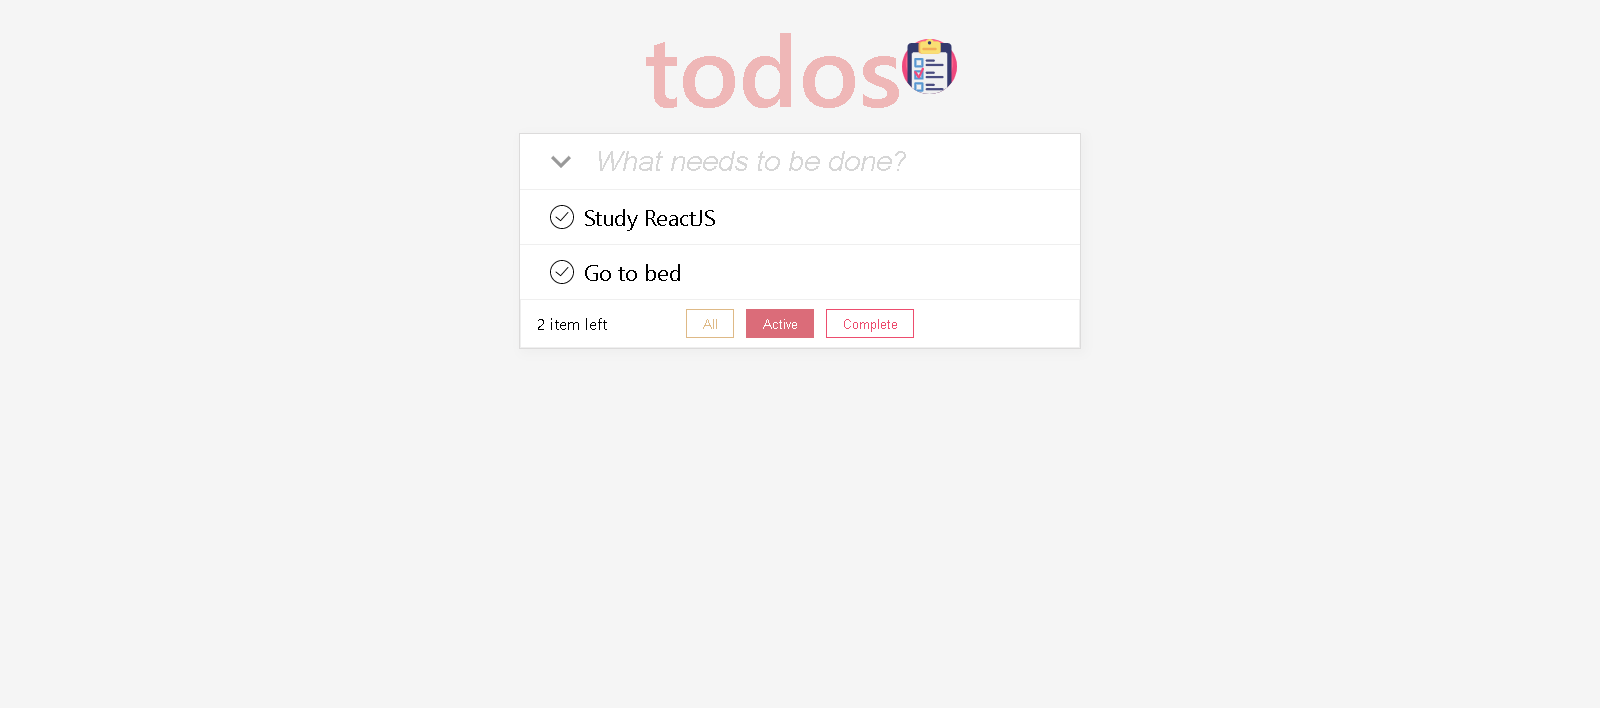 todos
What needs to be done?
Study ReactJS
Go to bed
2 item left All Active Complete